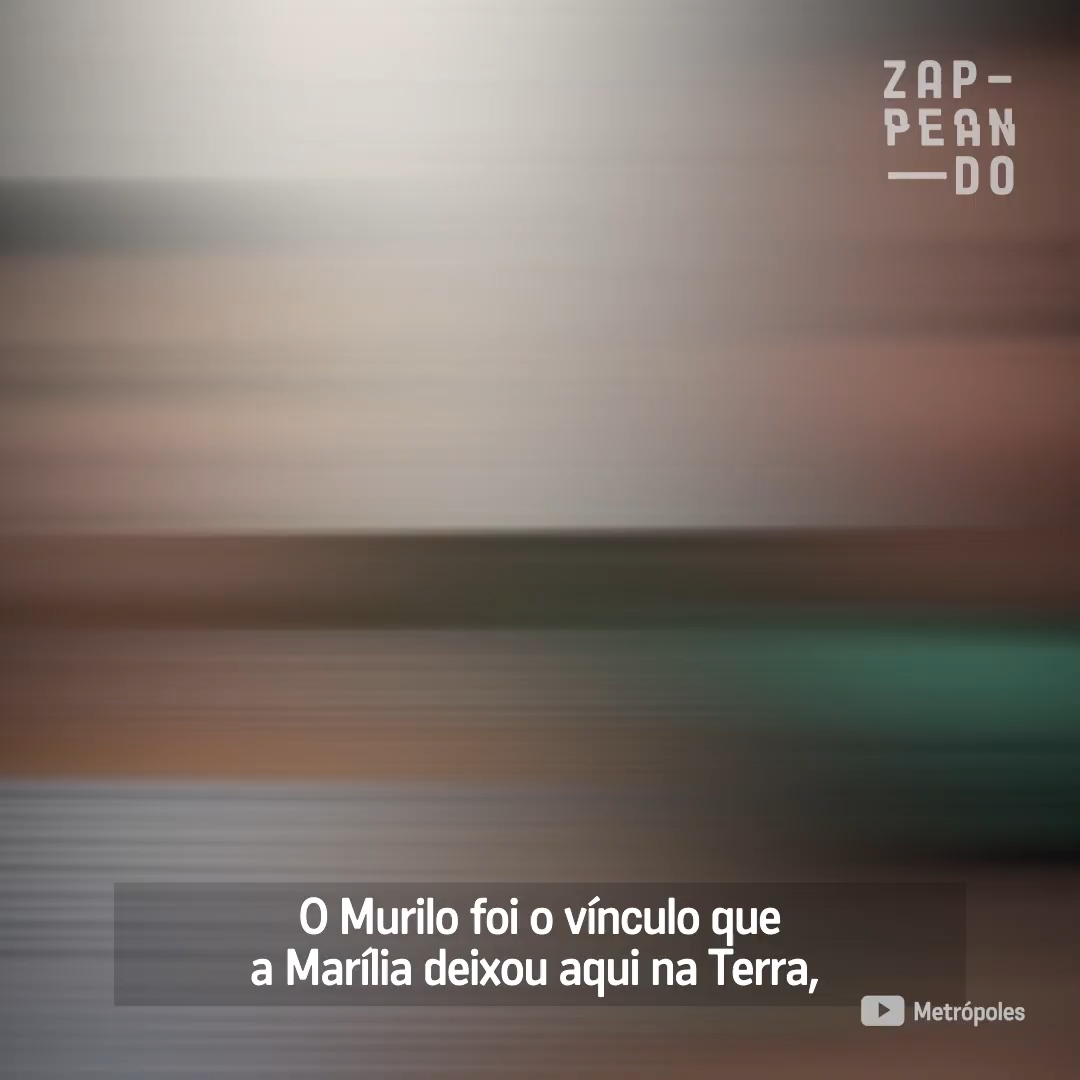 ZAP-
PEAN
—DO
O Murilo foi o vínculo que
a Marília deixou aqui na Terra,
Metrópoles